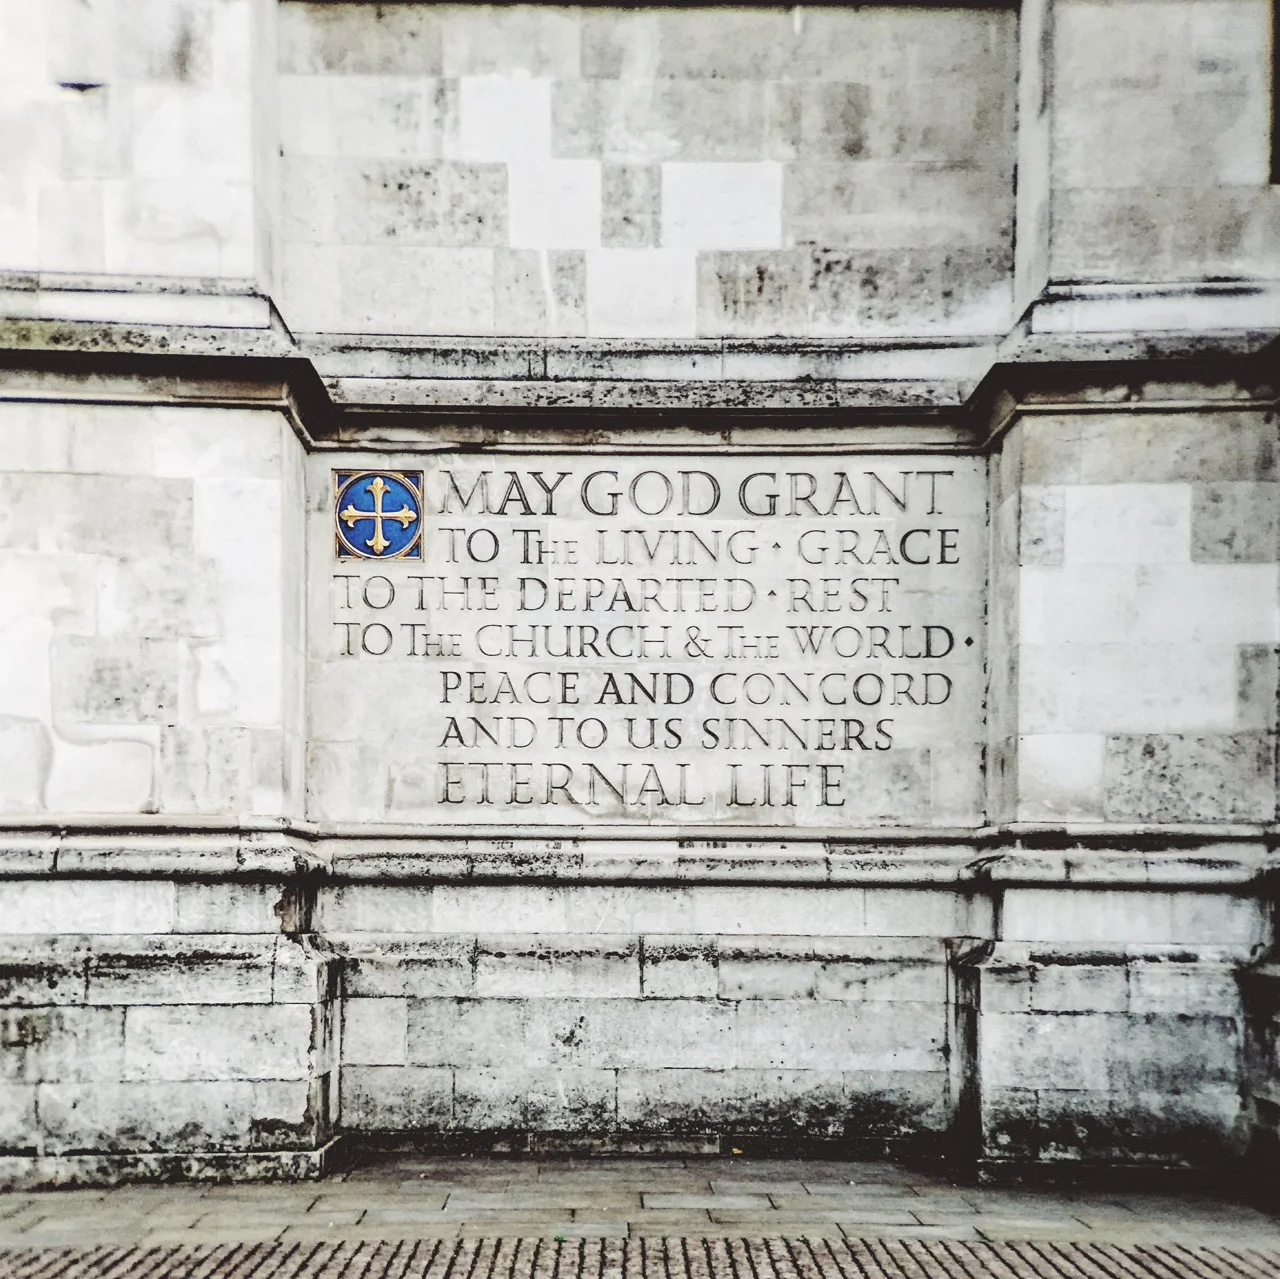 MAY GOD GRANT
TO THE LIVING · GRACE
TO THE DEPARTED · REST
TO THE CHURCH & THE WORLD ·
PEACE AND CONCORD
AND TO US SINNERS
ETERNAL LIFE